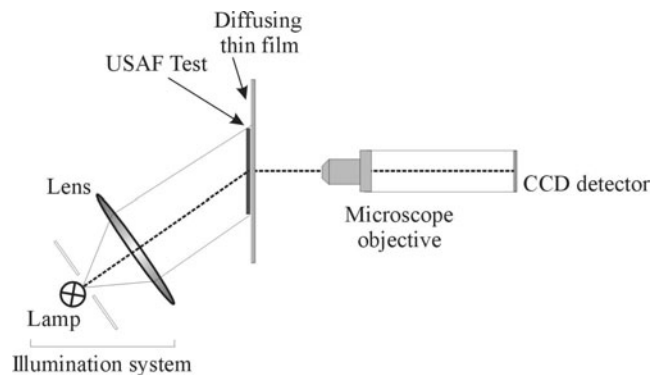 Diffusing
thin film
USAF Test
Lens
CCD detector
Microscope
objective
Lamp
Illumination system